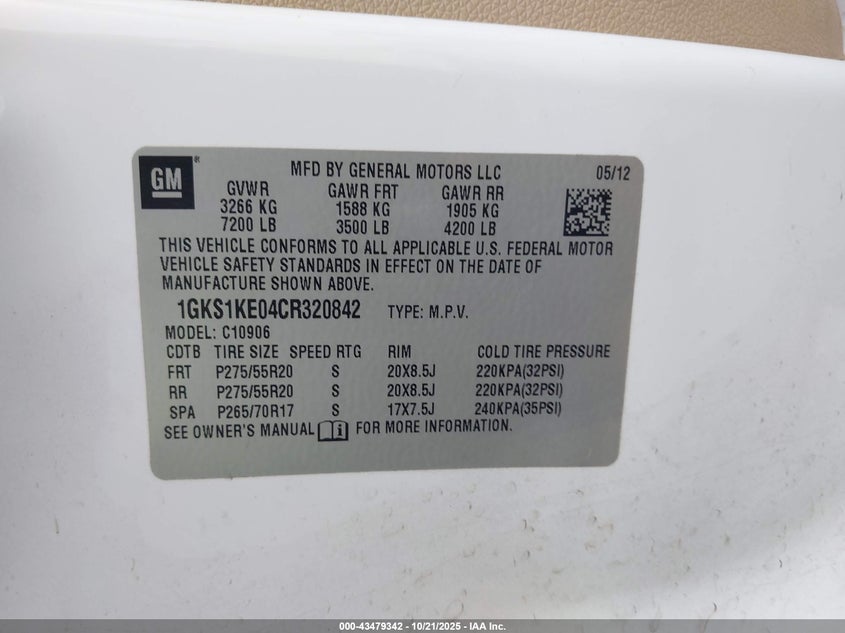 GM
MFD BY GENERAL MOTORS LLC 05/12
GVWR GAWR FRT GAWR RR
3266 KG 1588 KG 1905 KG
7200 LB 3500 LB 4200 LB
THIS VEHICLE CONFORMS TO ALL APPLICABLE U.S. FEDERAL MOTOR
VEHICLE SAFETY STANDARDS IN EFFECT ON THE DATE OF
MANUFACTURE SHOWN ABOVE.
1GKS1KE04CR320842 TYPE: M.P.V.
MODEL: C10906
CDTB TIRE SIZE SPEED RTG RIM COLD TIRE PRESSURE
FRT P275/55R20 S 20X8.5J 220KPA(32PSI)
RR P275/55R20 S 20X8.5J 220KPA(32PSI)
SPA P265/70R17 S 17X7.5J 240KPA(35PSI)
SEE OWNER'S MANUAL i FOR MORE INFORMATION.
000-43479342 | 10/21/2025 | IAA Inc. |